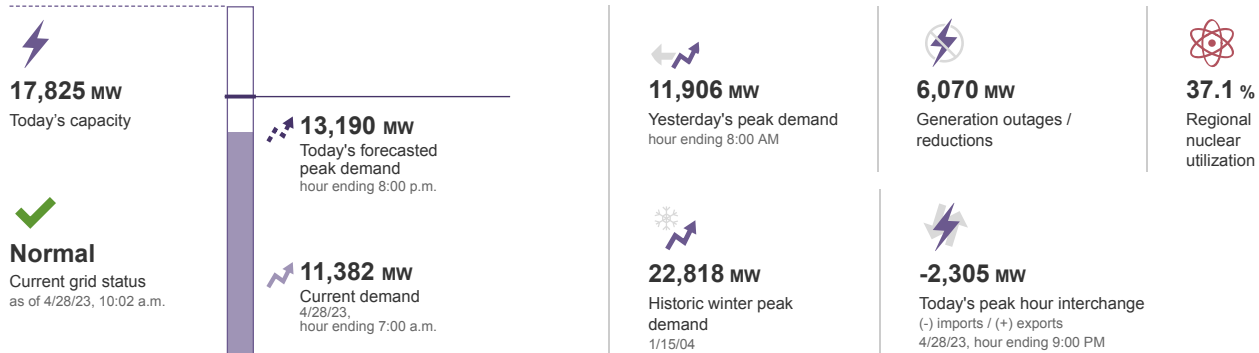 17,825 MW
Today's capacity
Normal
Current grid status
as of 4/28/23, 10:02 a.m.
13,190 MW
Today's forecasted
peak demand
hour ending 8:00 p.m.
11,382 MW
Current demand
4/28/23,
hour ending 7:00 a.m.
11,906 MW
Yesterday's peak demand
hour ending 8:00 AM
6,070 MW
Generation outages /
reductions
37.1 %
Regional
nuclear
utilization
22,818 MW
Historic winter peak
demand
1/15/04
-2,305 MW
Today's peak hour interchange
(-) imports / (+) exports
4/28/23, hour ending 9:00 PM